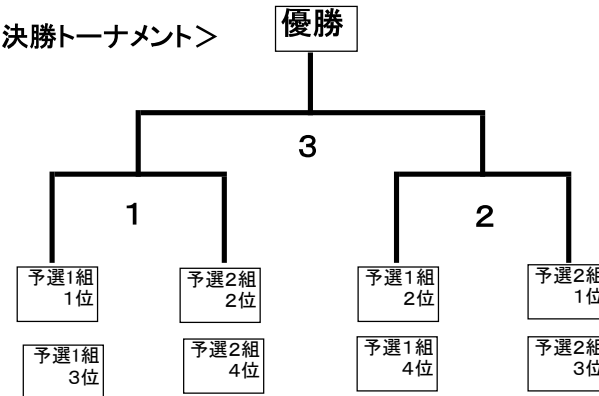 決勝トーナメント＞
優勝
3
1
2
予選1組
1位
予選2組
2位
予選1組
2位
予選2組
1位
予選1組
3位
予選2組
4位
予選１組
4位
予選2組
3位